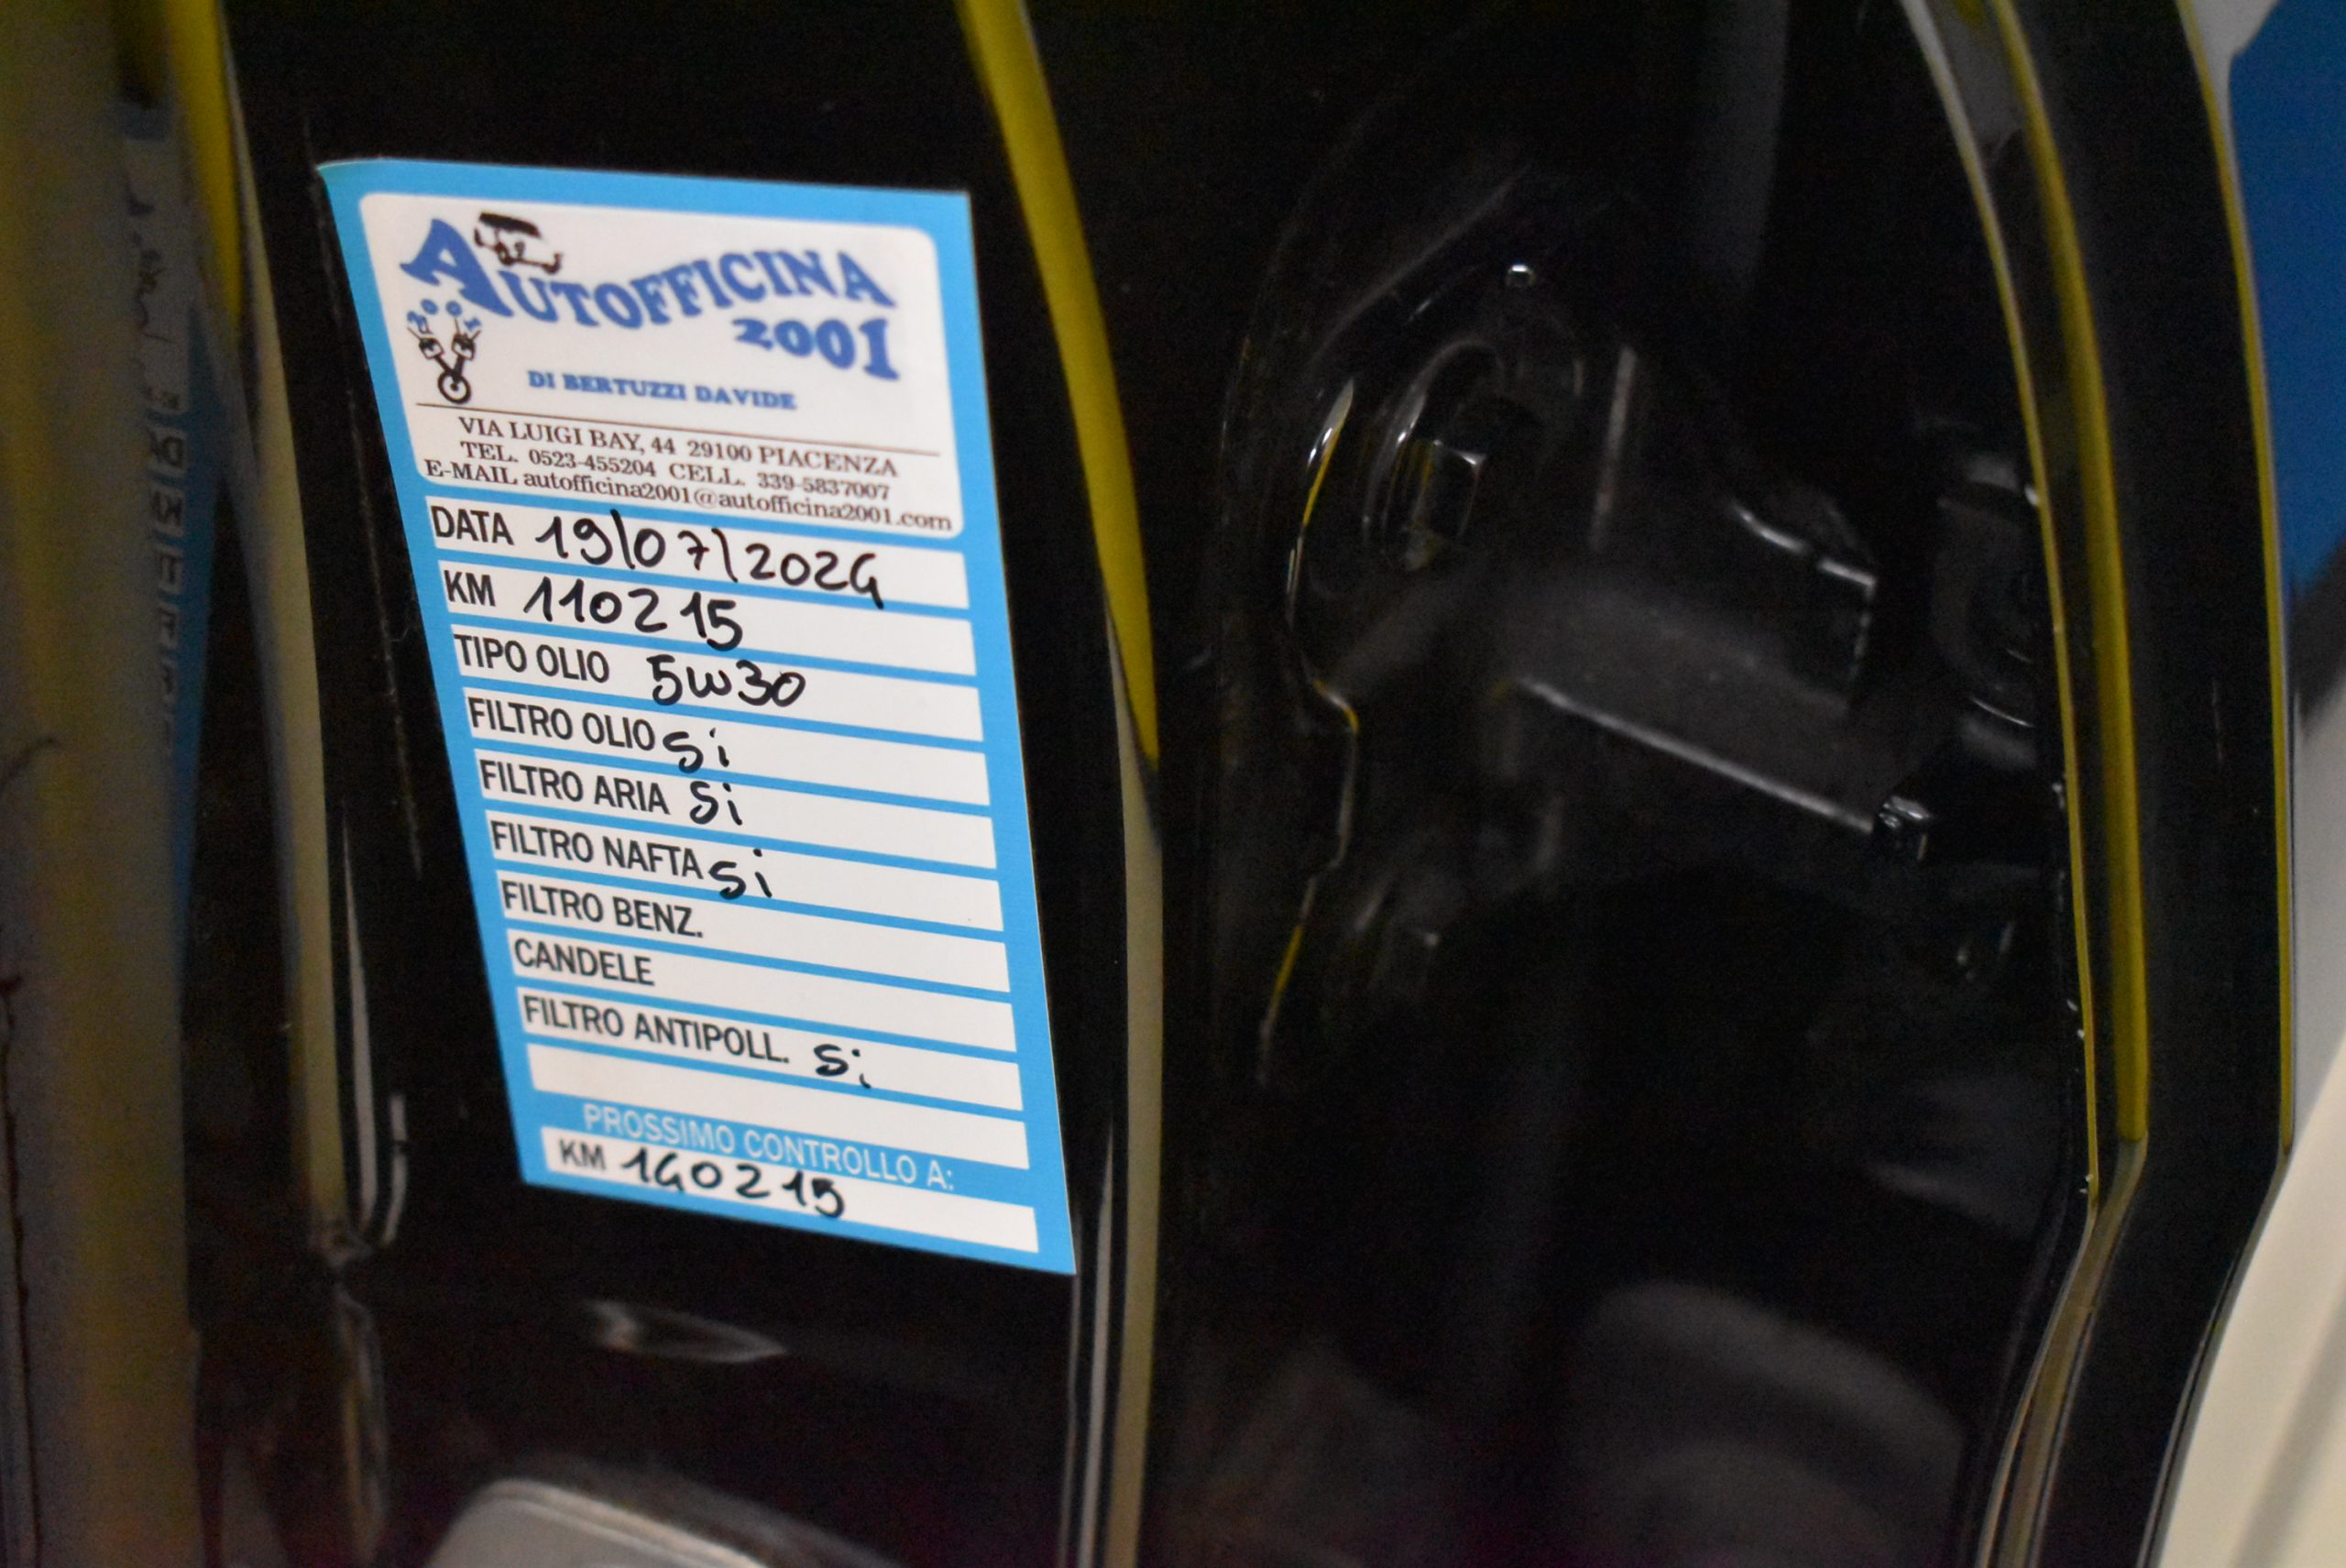 AUTOFFICINA
2001
2001
DI BERTUZZI DAVIDE
VIA LUIGI BAY, 44 29100 PIACENZA
TEL. 0523-455204 CELL. 339-5837007
E-MAIL autofficina2001@autofficina2001.com
DATA 19/07/2024
KM 110215
TIPO OLIO 5W30
FILTRO OLIO Si
FILTRO ARIA Si
FILTRO NAFTA Si
FILTRO BENZ.
CANDELE
FILTRO ANTIPOLL. Si
PROSSIMO CONTROLLO A:
KM 140215